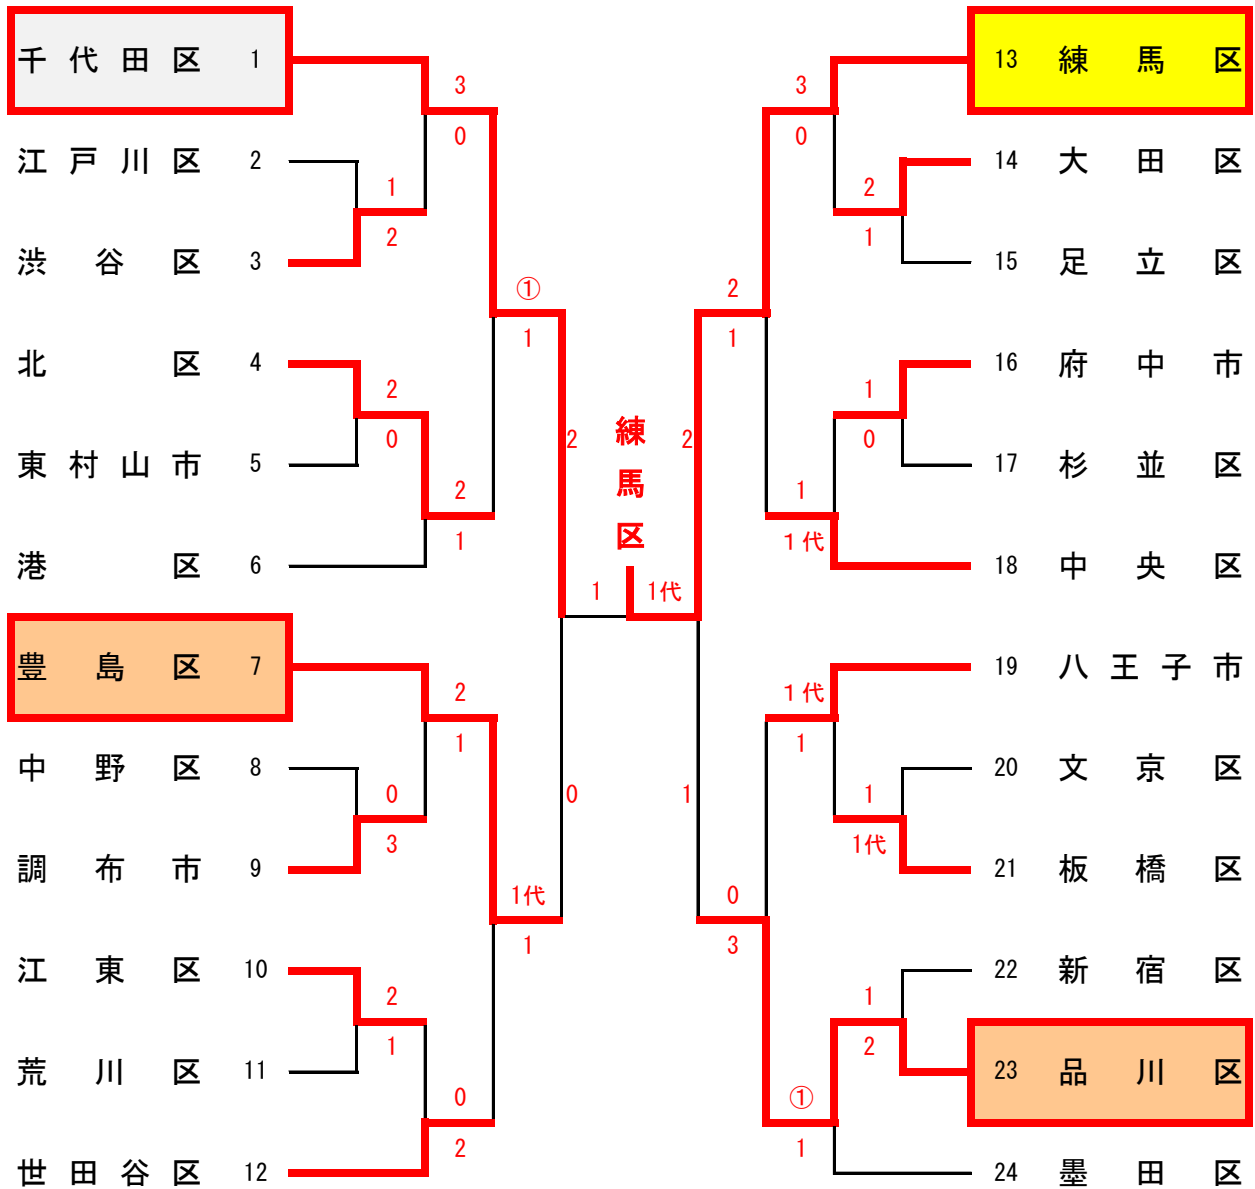 千代田区 1
3
0
江戸川区 2
1
2
渋谷区 3
①
1
北区 4
2
0
東村山市 5
2
1
港区 6
豊島区 7
2
1
中野区 8
0
3
調布市 9
1代
1
江東区 10
2
1
荒川区 11
0
2
世田谷区 12
2
0
1
練馬区
1代
2
1
13 練馬区
3
0
14 大田区
2
1
15 足立区
2
1
16 府中市
1
0
17 杉並区
1
1代
18 中央区
19 八王子市
1代
1
20 文京区
1
1代
21 板橋区
0
3
22 新宿区
1
2
23 品川区
①
1
24 墨田区